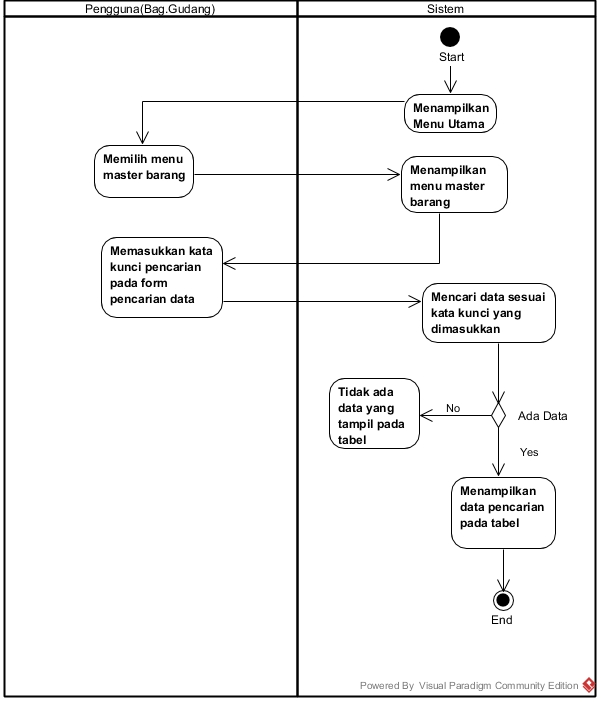 Pengguna(Bag.Gudang)
Sistem
Start
Menampilkan
Menu Utama
Memilih menu
master barang
Menampilkan
menu master
barang
Memasukkan kata
kunci pencarian
pada form
pencarian data
Mencari data sesuai
kata kunci yang
dimasukkan
Tidak ada
data yang
tampil pada
tabel
No
Ada Data
Yes
Menampilkan
data pencarian
pada tabel
End
Powered By Visual Paradigm Community Edition